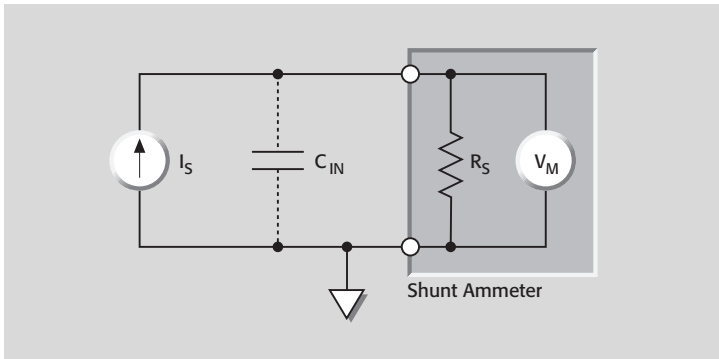 I_S
C_IN
R_S
V_M
Shunt Ammeter